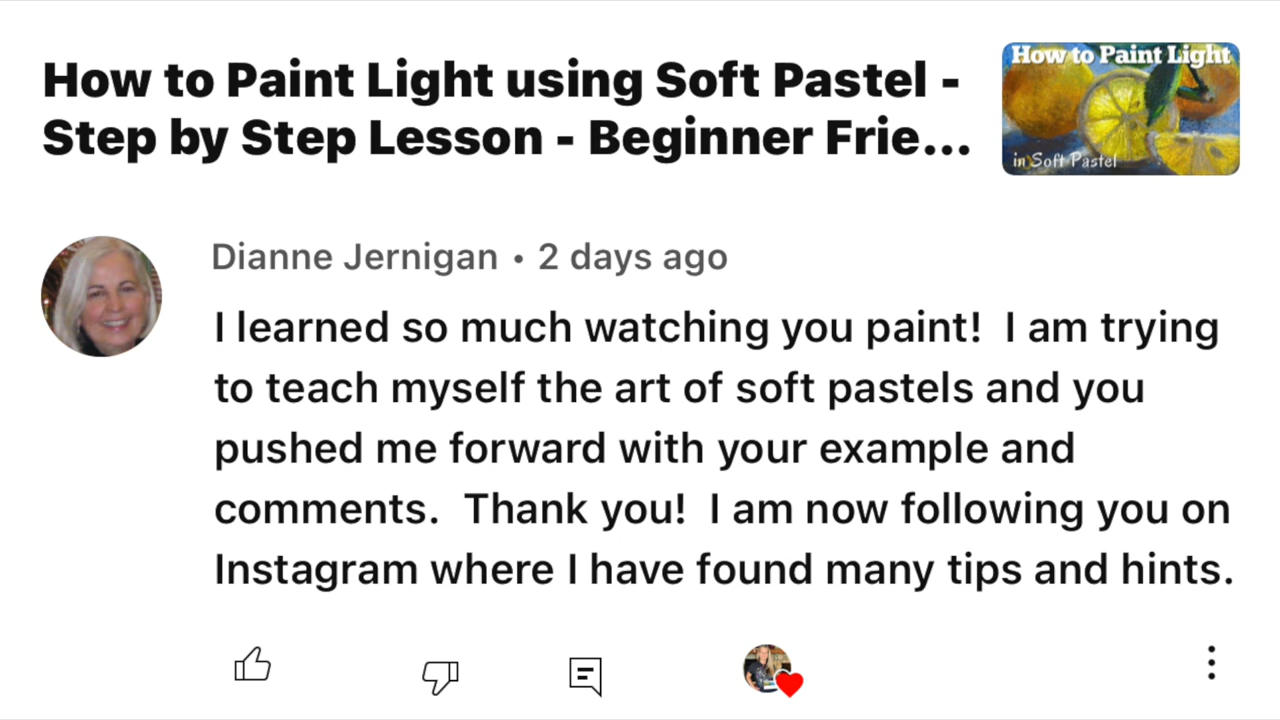 How to Paint Light using Soft Pastel -
Step by Step Lesson - Beginner Frie...
How to Paint Light
in Soft Pastel
Dianne Jernigan • 2 days ago
I learned so much watching you paint!  I am trying
to teach myself the art of soft pastels and you
pushed me forward with your example and
comments.  Thank you!  I am now following you on
Instagram where I have found many tips and hints.